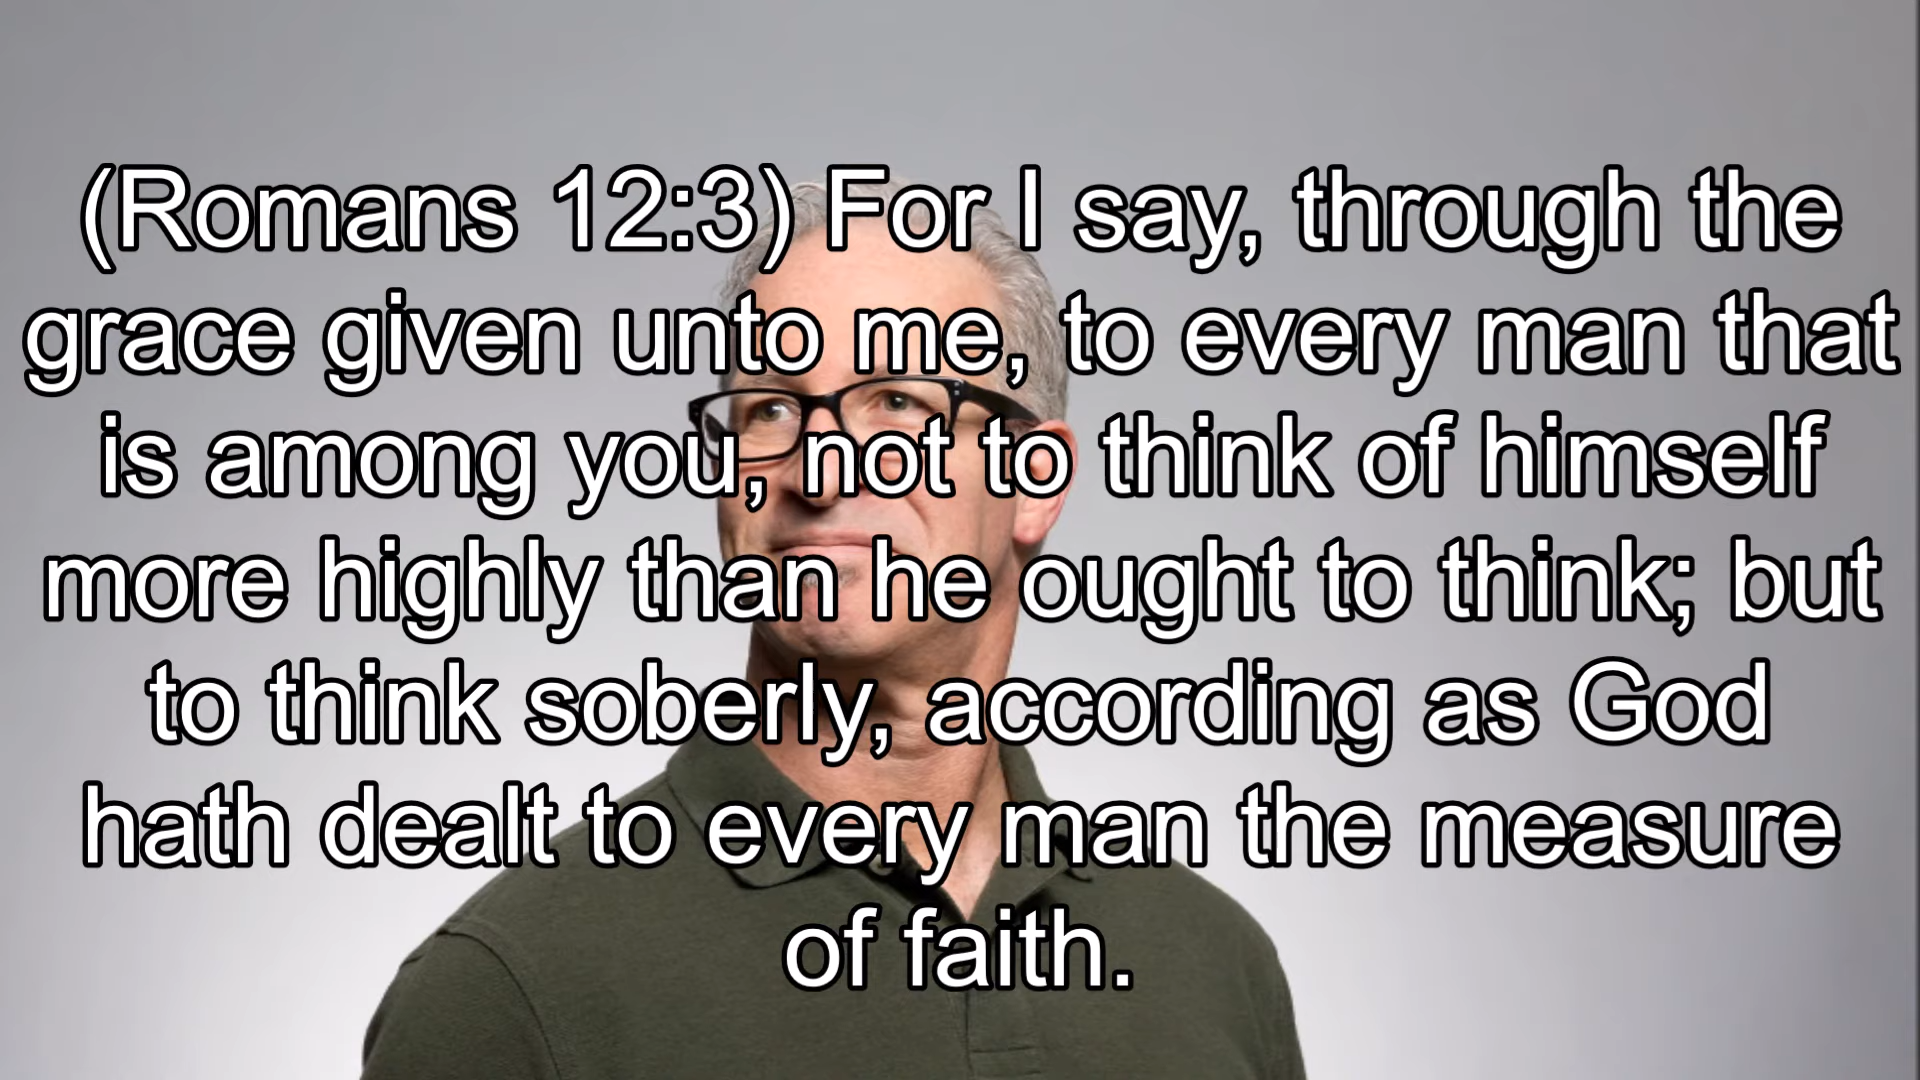 (Romans 12:3) For I say, through the
grace given unto me, to every man that
is among you, not to think of himself
more highly than he ought to think; but
to think soberly, according as God
hath dealt to every man the measure
of faith.